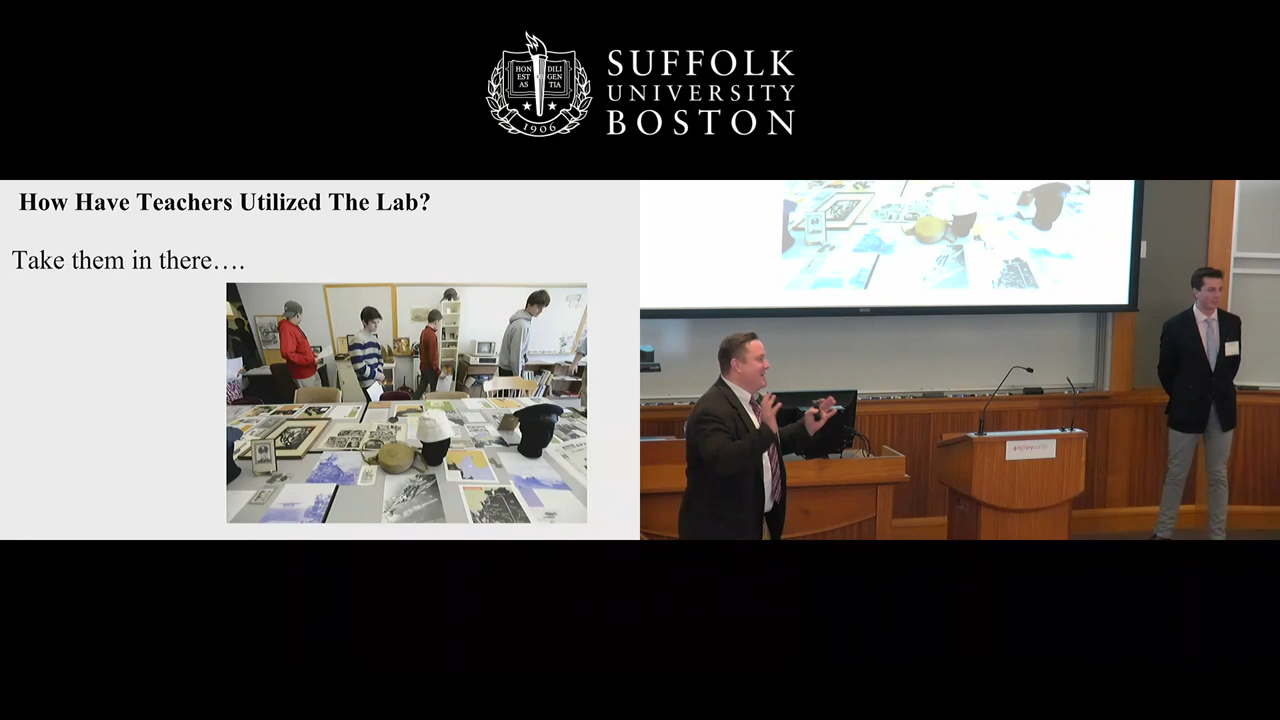 HON
EST
AS
DILI
GEN
TIA
1906
SUFFOLK
UNIVERSITY
BOSTON
How Have Teachers Utilized The Lab?
Take them in there….